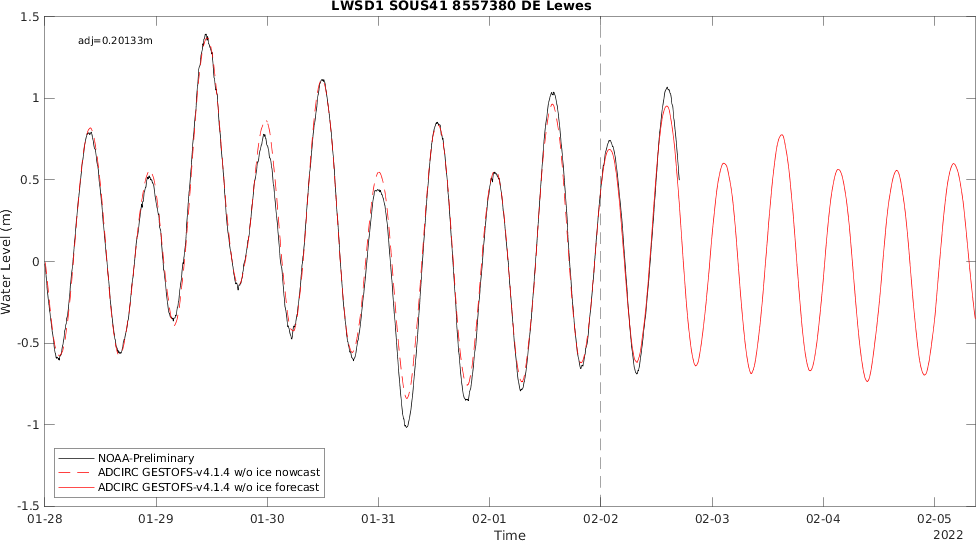 LWSD1 SOUS41 8557380 DE Lewes
adj=0.20133m
1.5
1
0.5
0
-0.5
-1
-1.5
Water Level (m)
NOAA-Preliminary
ADCIRC GESTOFS-v4.1.4 w/o ice nowcast
ADCIRC GESTOFS-v4.1.4 w/o ice forecast
01-28 01-29 01-30 01-31 02-01 02-02 02-03 02-04 02-05
Time
2022